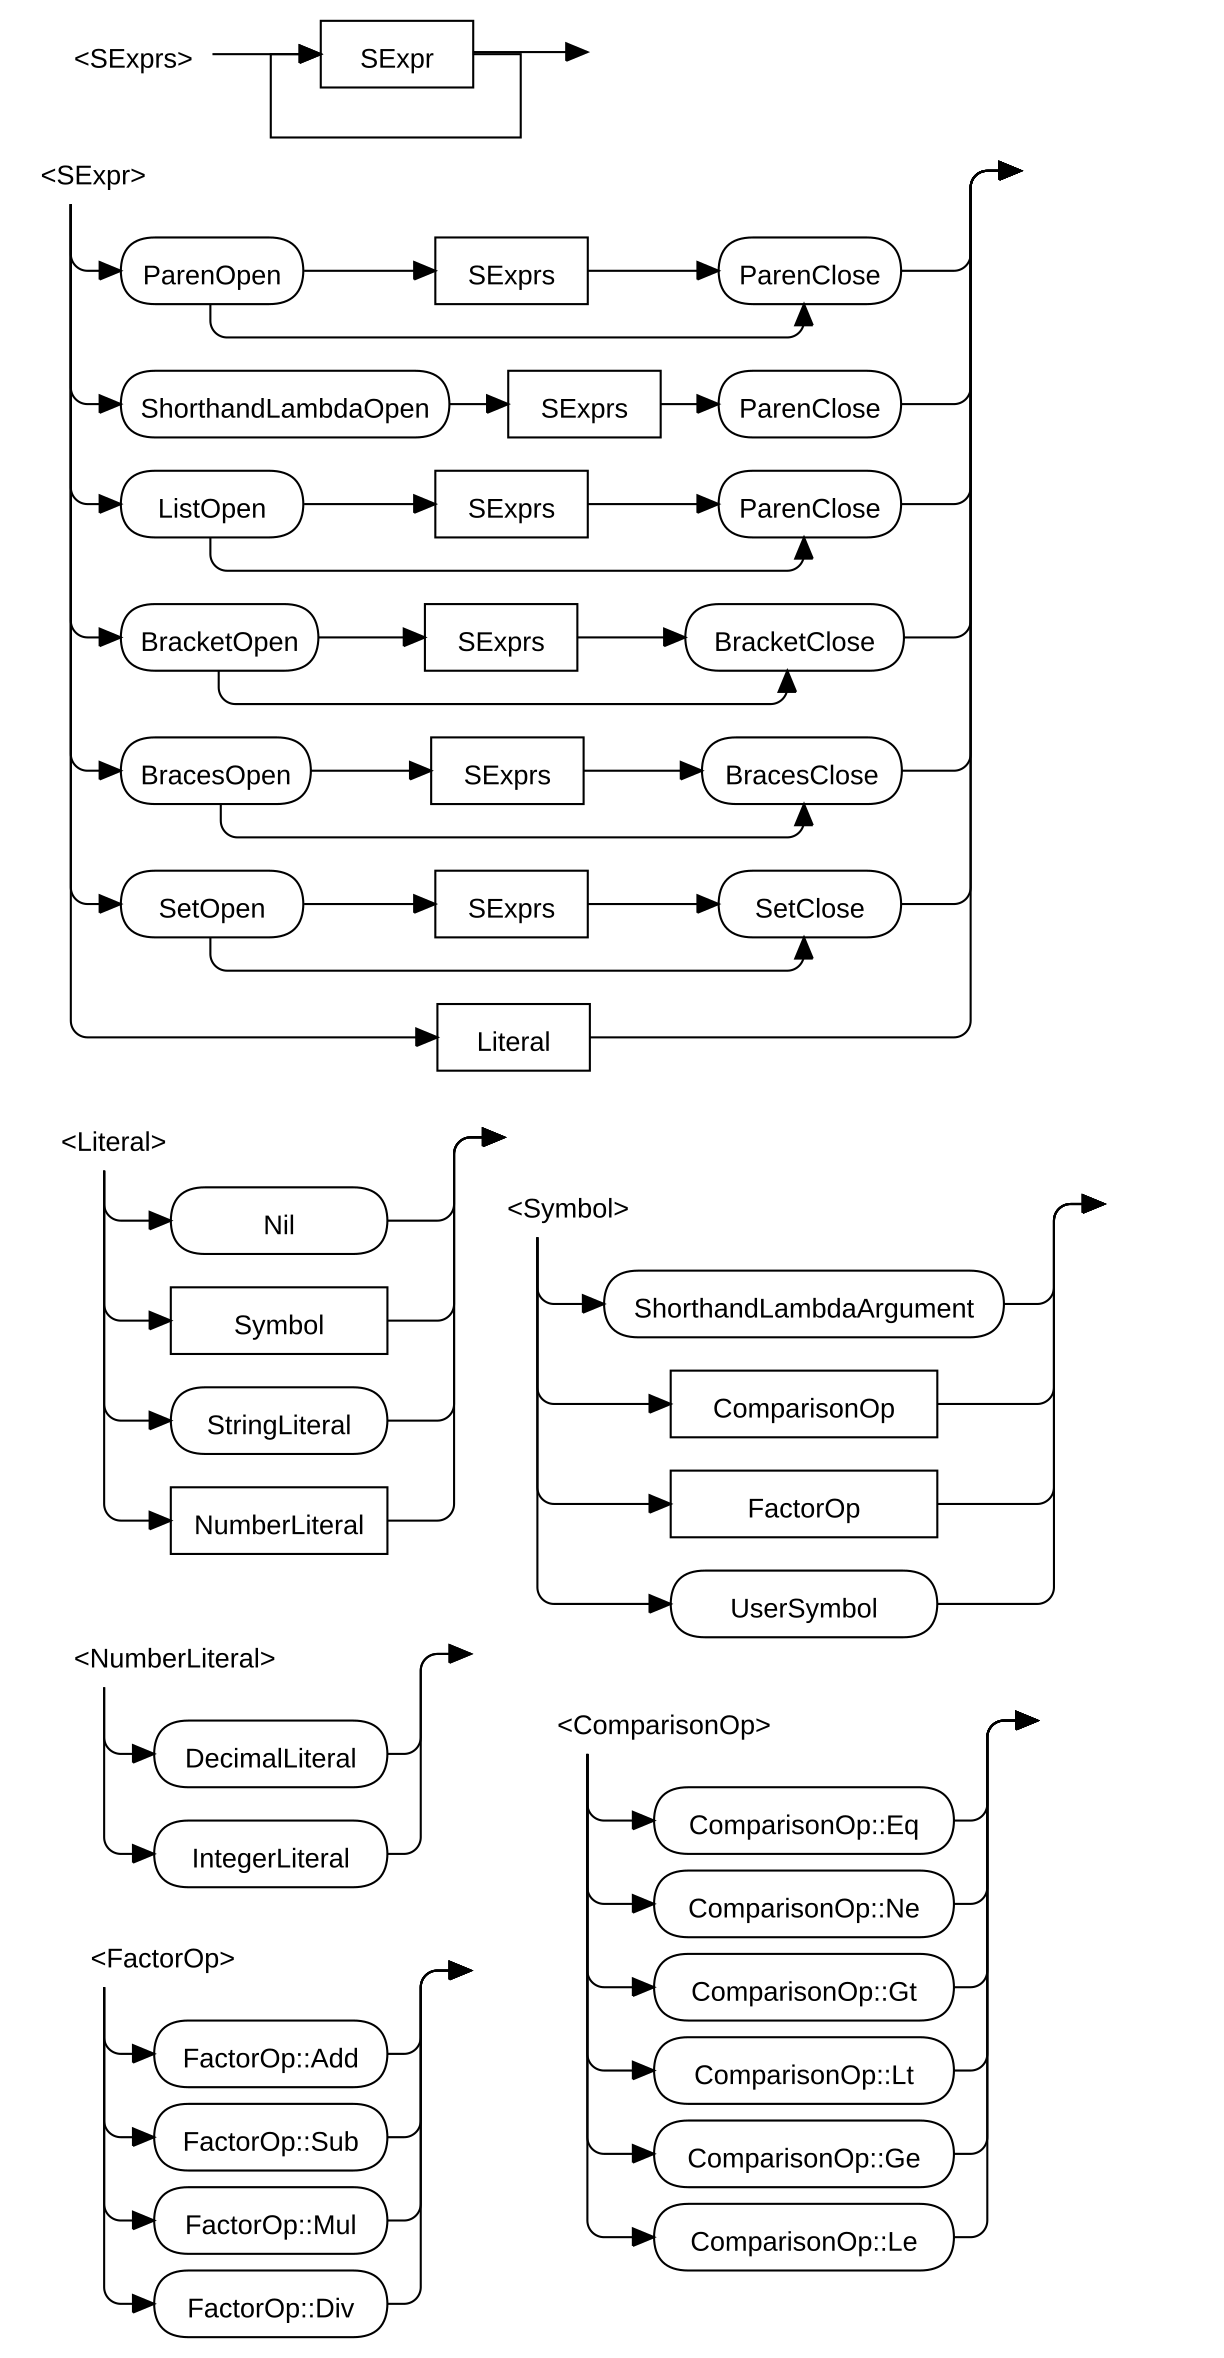 <SExprs> SExpr
<SExpr>
ParenOpen SExprs ParenClose
ShorthandLambdaOpen SExprs ParenClose
ListOpen SExprs ParenClose
BracketOpen SExprs BracketClose
BracesOpen SExprs BracesClose
SetOpen SExprs SetClose
Literal
<Literal>
Nil
Symbol
StringLiteral
NumberLiteral
<Symbol>
ShorthandLambdaArgument
ComparisonOp
FactorOp
UserSymbol
<NumberLiteral>
DecimalLiteral
IntegerLiteral
<ComparisonOp>
ComparisonOp::Eq
ComparisonOp::Ne
ComparisonOp::Gt
ComparisonOp::Lt
ComparisonOp::Ge
ComparisonOp::Le
<FactorOp>
FactorOp::Add
FactorOp::Sub
FactorOp::Mul
FactorOp::Div